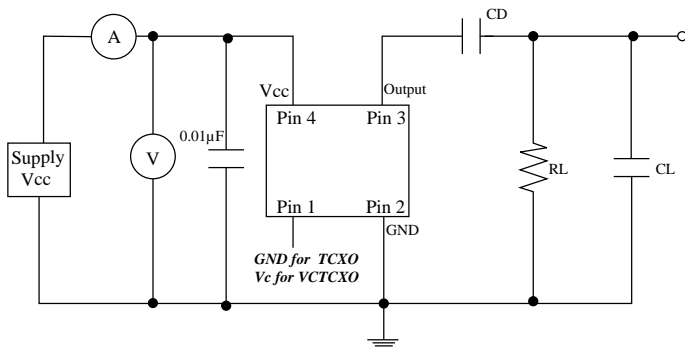 CD
A
Vcc
Output
Pin 4
Pin 3
0.01µF
Supply
Vcc
V
RL
CL
Pin 1
Pin 2
GND
GND for TCXO
Vc for VCTCXO